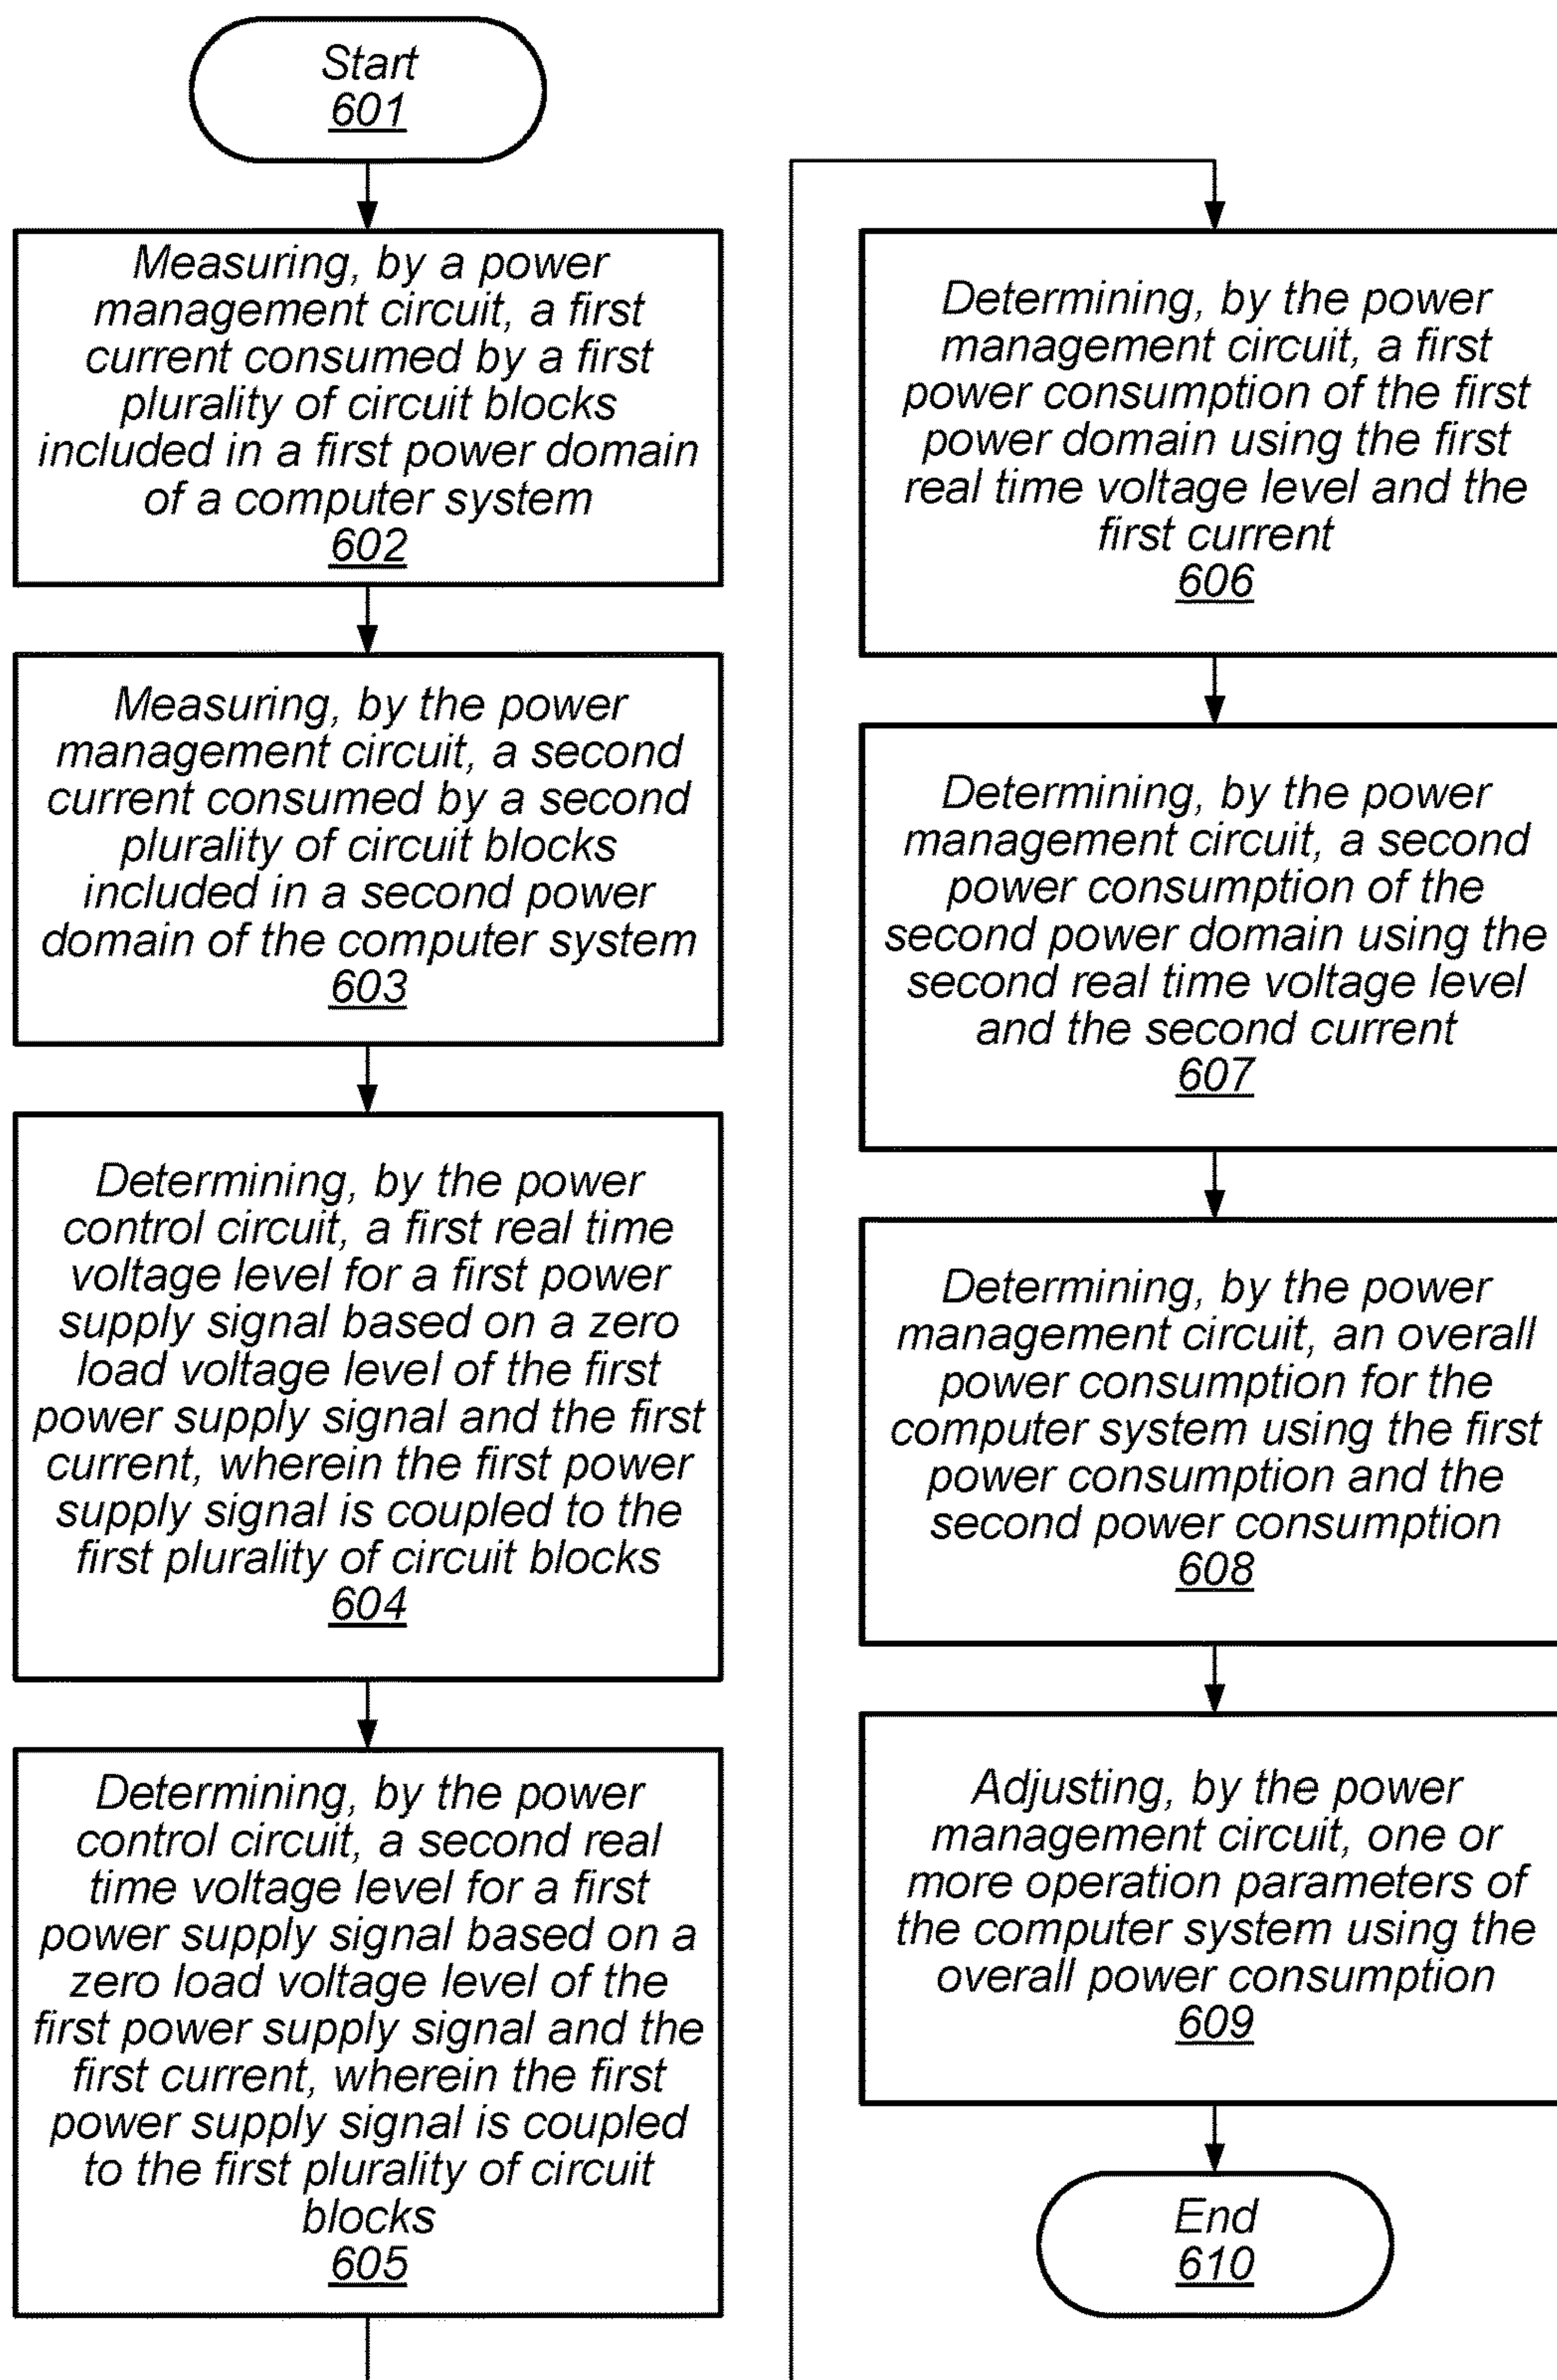 Start
601
Measuring, by a power
management circuit, a first
current consumed by a first
plurality of circuit blocks
included in a first power domain
of a computer system
602
Measuring, by the power
management circuit, a second
current consumed by a second
plurality of circuit blocks
included in a second power
domain of the computer system
603
Determining, by the power
control circuit, a first real time
voltage level for a first power
supply signal based on a zero
load voltage level of the first
power supply signal and the first
current, wherein the first power
supply signal is coupled to the
first plurality of circuit blocks
604
Determining, by the power
control circuit, a second real
time voltage level for a first
power supply signal based on a
zero load voltage level of the
first power supply signal and the
first current, wherein the first
power supply signal is coupled
to the first plurality of circuit
blocks
605
Determining, by the power
management circuit, a first
power consumption of the first
power domain using the first
real time voltage level and the
first current
606
Determining, by the power
management circuit, a second
power consumption of the
second power domain using the
second real time voltage level
and the second current
607
Determining, by the power
management circuit, an overall
power consumption for the
computer system using the first
power consumption and the
second power consumption
608
Adjusting, by the power
management circuit, one or
more operation parameters of
the computer system using the
overall power consumption
609
End
610